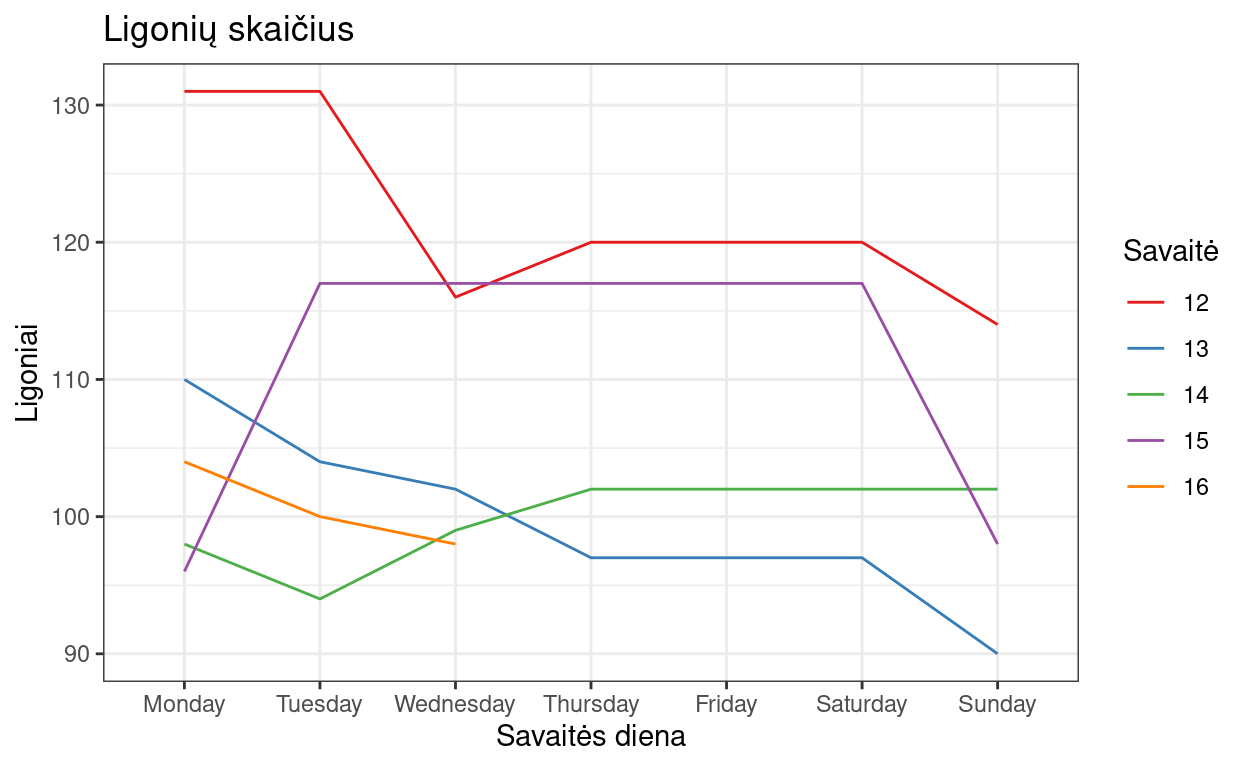 Ligonių skaičius
130
120
110
100
90
Ligoniai
Monday Tuesday Wednesday Thursday Friday Saturday Sunday
Savaitės diena
Savaitė
12
13
14
15
16